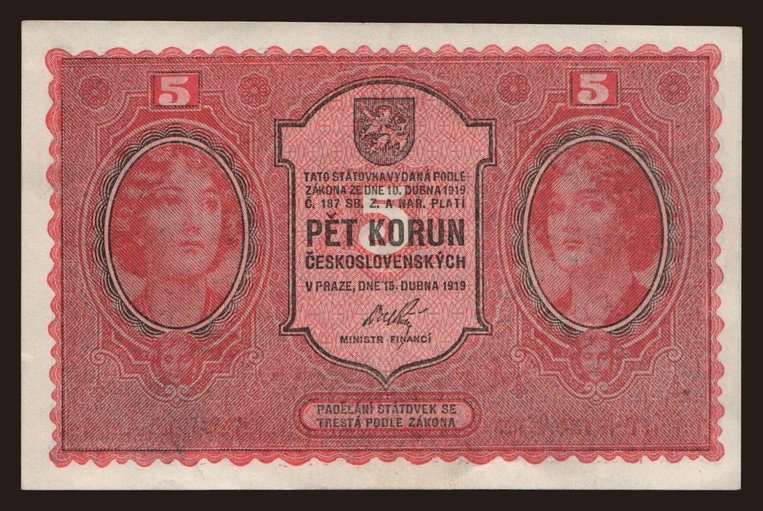 5 5
TATO STÁTOVKA VYDANÁ PODLE
ZÁKONA ZE DNE 10. DUBNA 1919
Č. 187 SB. Z. A NAŘ. PLATÍ
5
PĚT KORUN
ČESKOSLOVENSKÝCH
V PRAZE, DNE 15. DUBNA 1919
MINISTR FINANCÍ
PADĚLÁNÍ STÁTOVEK SE
TRESTÁ PODLE ZÁKONA